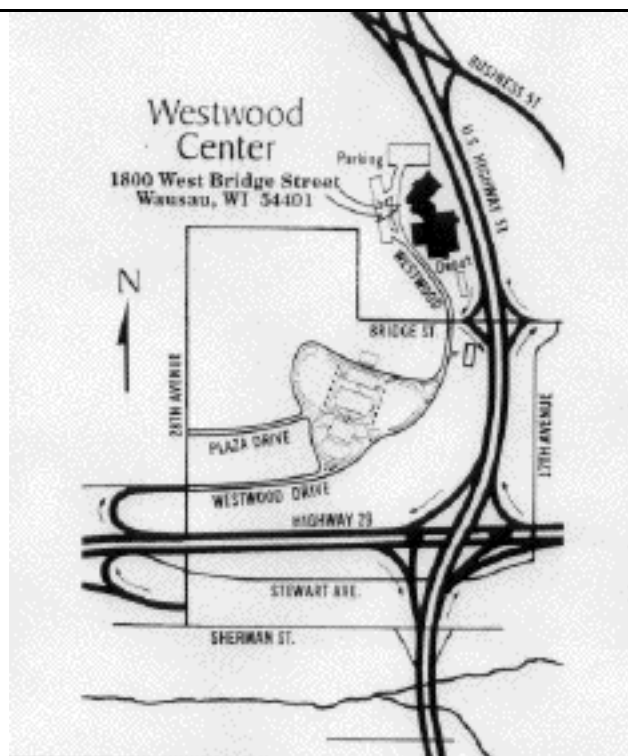 BUSINESS ST
Westwood
Center
Parking
1800 West Bridge Street
Wausau, WI 54401
U.S. HIGHWAY 51
WESTWOOD
N
BRIDGE ST.
28TH AVENUE
17TH AVENUE
PLAZA DRIVE
WESTWOOD DRIVE
HIGHWAY 29
STEWART AVE.
SHERMAN ST.